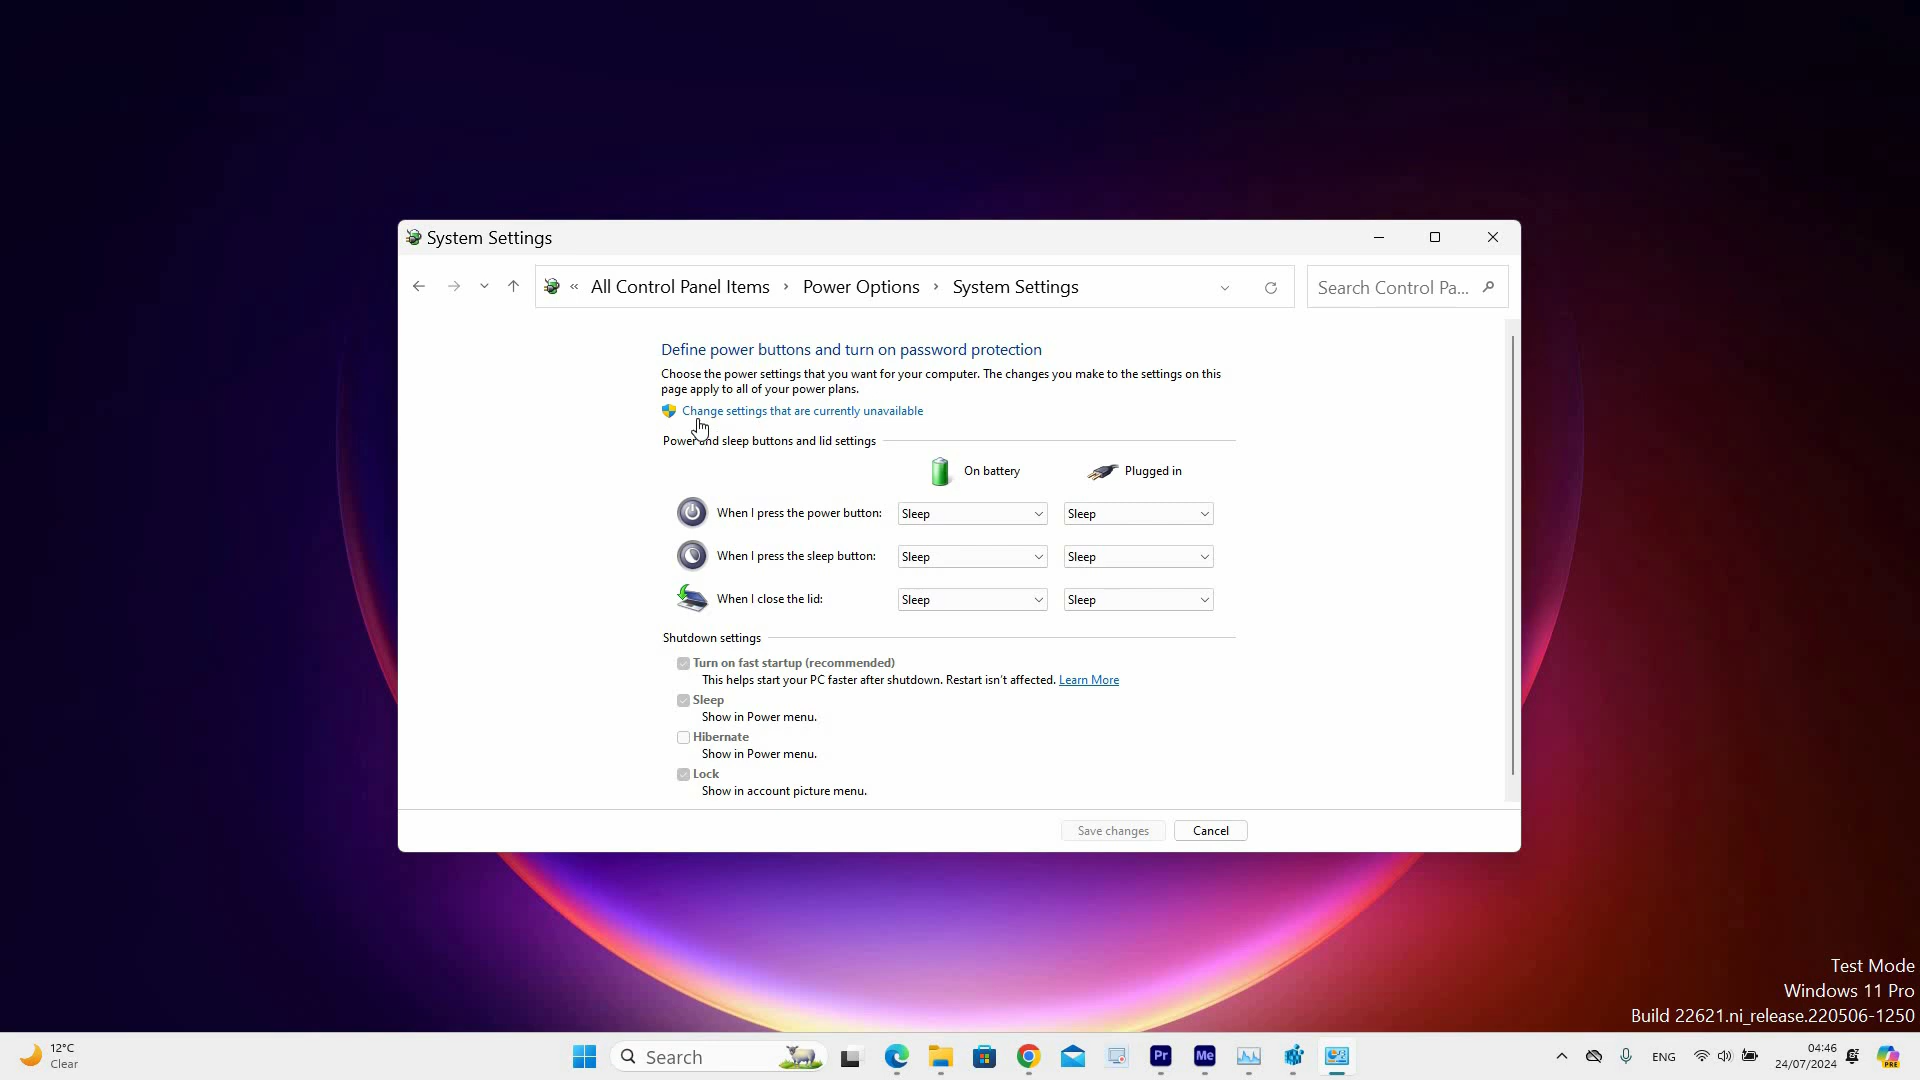 System Settings
« All Control Panel Items › Power Options › System Settings
Search Control Pa...
Define power buttons and turn on password protection
Choose the power settings that you want for your computer. The changes you make to the settings on this
page apply to all of your power plans.
Change settings that are currently unavailable
Power and sleep buttons and lid settings
On battery
Plugged in
When I press the power button: Sleep Sleep
When I press the sleep button: Sleep Sleep
When I close the lid: Sleep Sleep
Shutdown settings
Turn on fast startup (recommended)
This helps start your PC faster after shutdown. Restart isn't affected. Learn More
Sleep
Show in Power menu.
Hibernate
Show in Power menu.
Lock
Show in account picture menu.
Save changes
Cancel
Test Mode
Windows 11 Pro
Build 22621.ni_release.220506-1250
12°C
Clear
Search
Pr
Me
ENG
04:46
24/07/2024
PRE